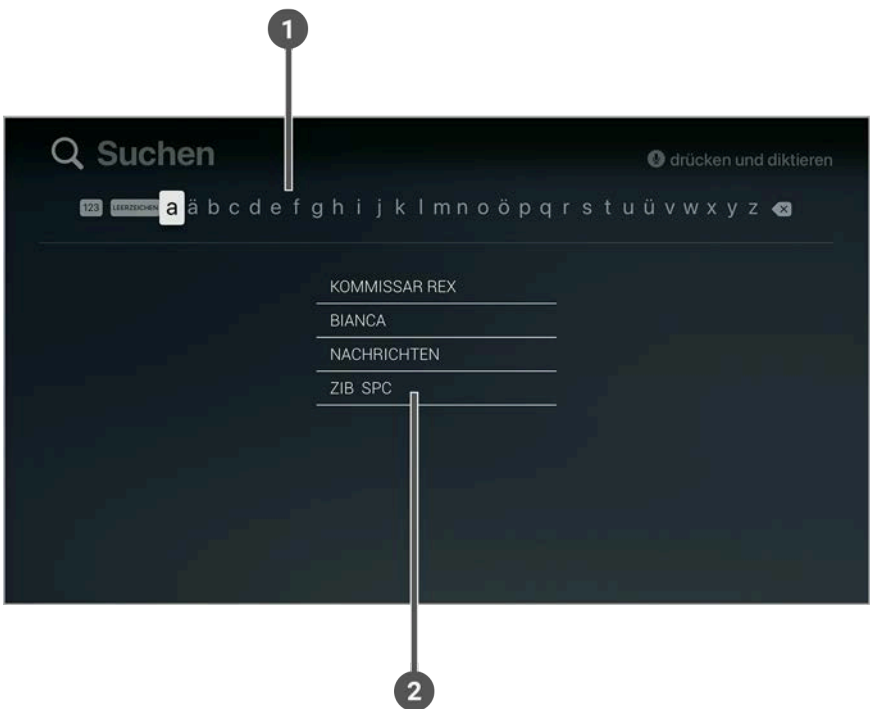 1
Suchen
drücken und diktieren
123 LEERZEICHEN a ä b c d e f g h i j k l m n o ö p q r s t u ü v w x y z
KOMMISSAR REX
BIANCA
NACHRICHTEN
ZIB SPC
2